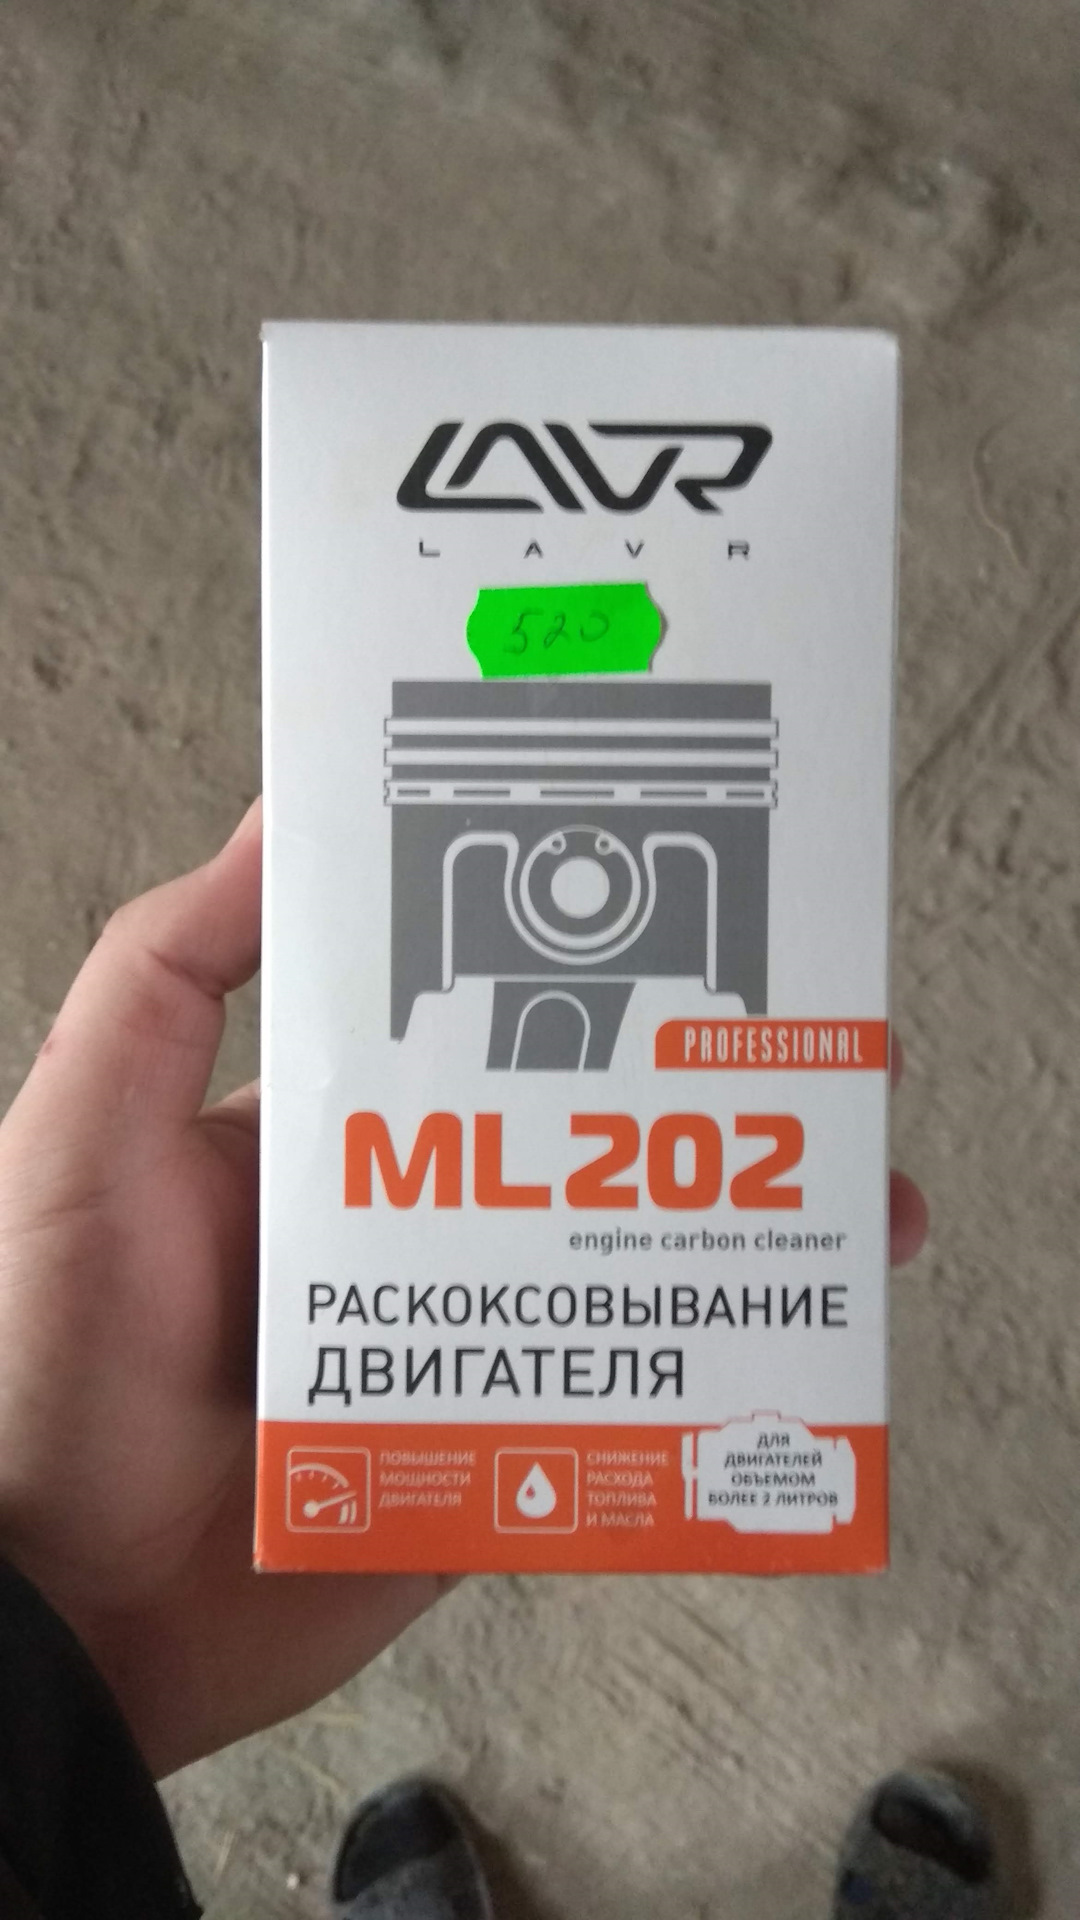 LAVR
L A V R
520
PROFESSIONAL
ML202
engine carbon cleaner
РАСКОКСОВЫВАНИЕ
ДВИГАТЕЛЯ
ПОВЫШЕНИЕ
МОЩНОСТИ
ДВИГАТЕЛЯ
СНИЖЕНИЕ
РАСХОДА
ТОПЛИВА
И МАСЛА
ДЛЯ
ДВИГАТЕЛЕЙ
ОБЪЕМОМ
БОЛЕЕ 2 ЛИТРОВ